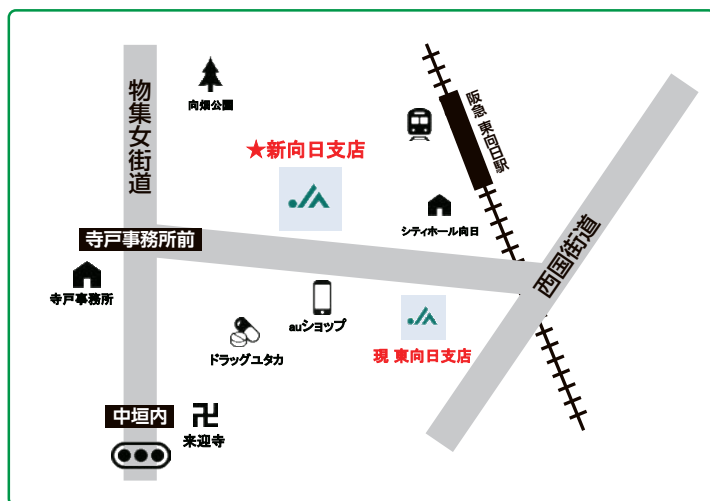 向畑公園
物集女街道
阪急 東向日駅
★新向日支店
JA
シティホール向日
寺戸事務所前
西国街道
寺戸事務所
auショップ
JA
ドラッグユタカ
現 東向日支店
中垣内
卍
来迎寺